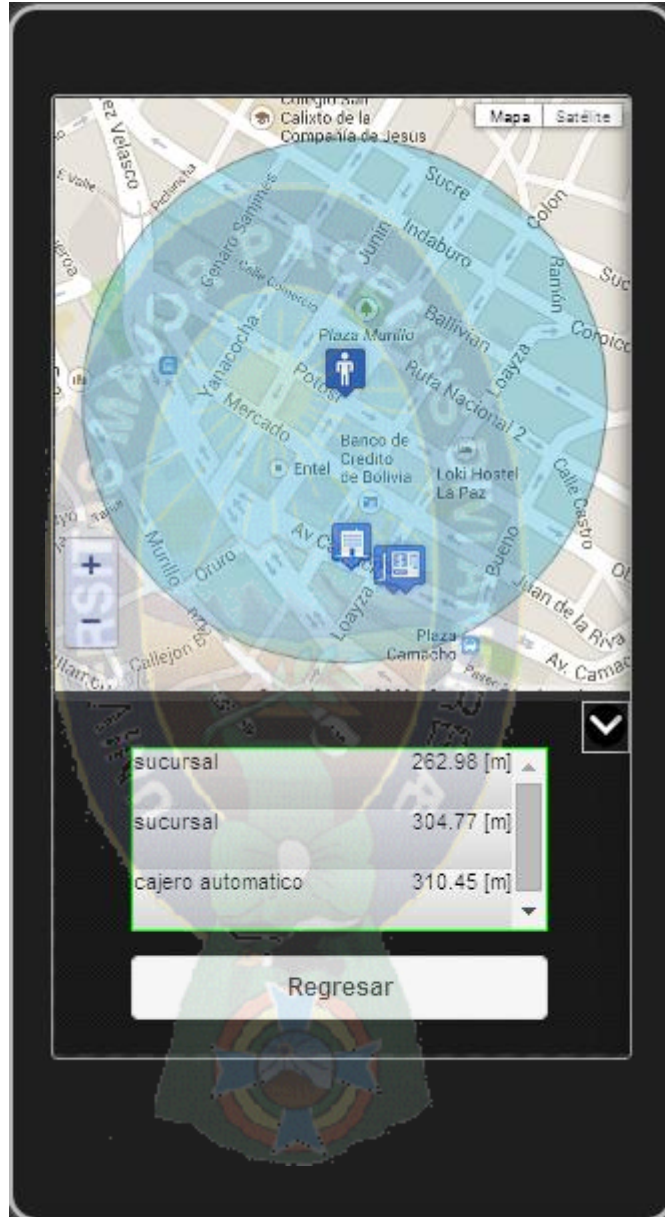 Calixto de la
Compañía de Jesus
Mapa
Satélite
Velasco
E Valle
Pichincha
Sucre
Colon
Genaro Sanjines
Junin
Indaburo
Ramón
Calle Comercio
Ballivian
Plaza Murillo
Yanacocha
Potosi
Loayza
Ruta Nacional 2
Mercado
Banco de
Credito
de Bolivia
Entel
Loki Hostel
La Paz
Calle Castro
Murillo
Oruro
Bueno
+
-
Loayza
Juan de la Riva
Plaza
Camacho
Callejon
Av. Camac
sucursal 262.98 [m]
sucursal 304.77 [m]
cajero automatico 310.45 [m]
Regresar